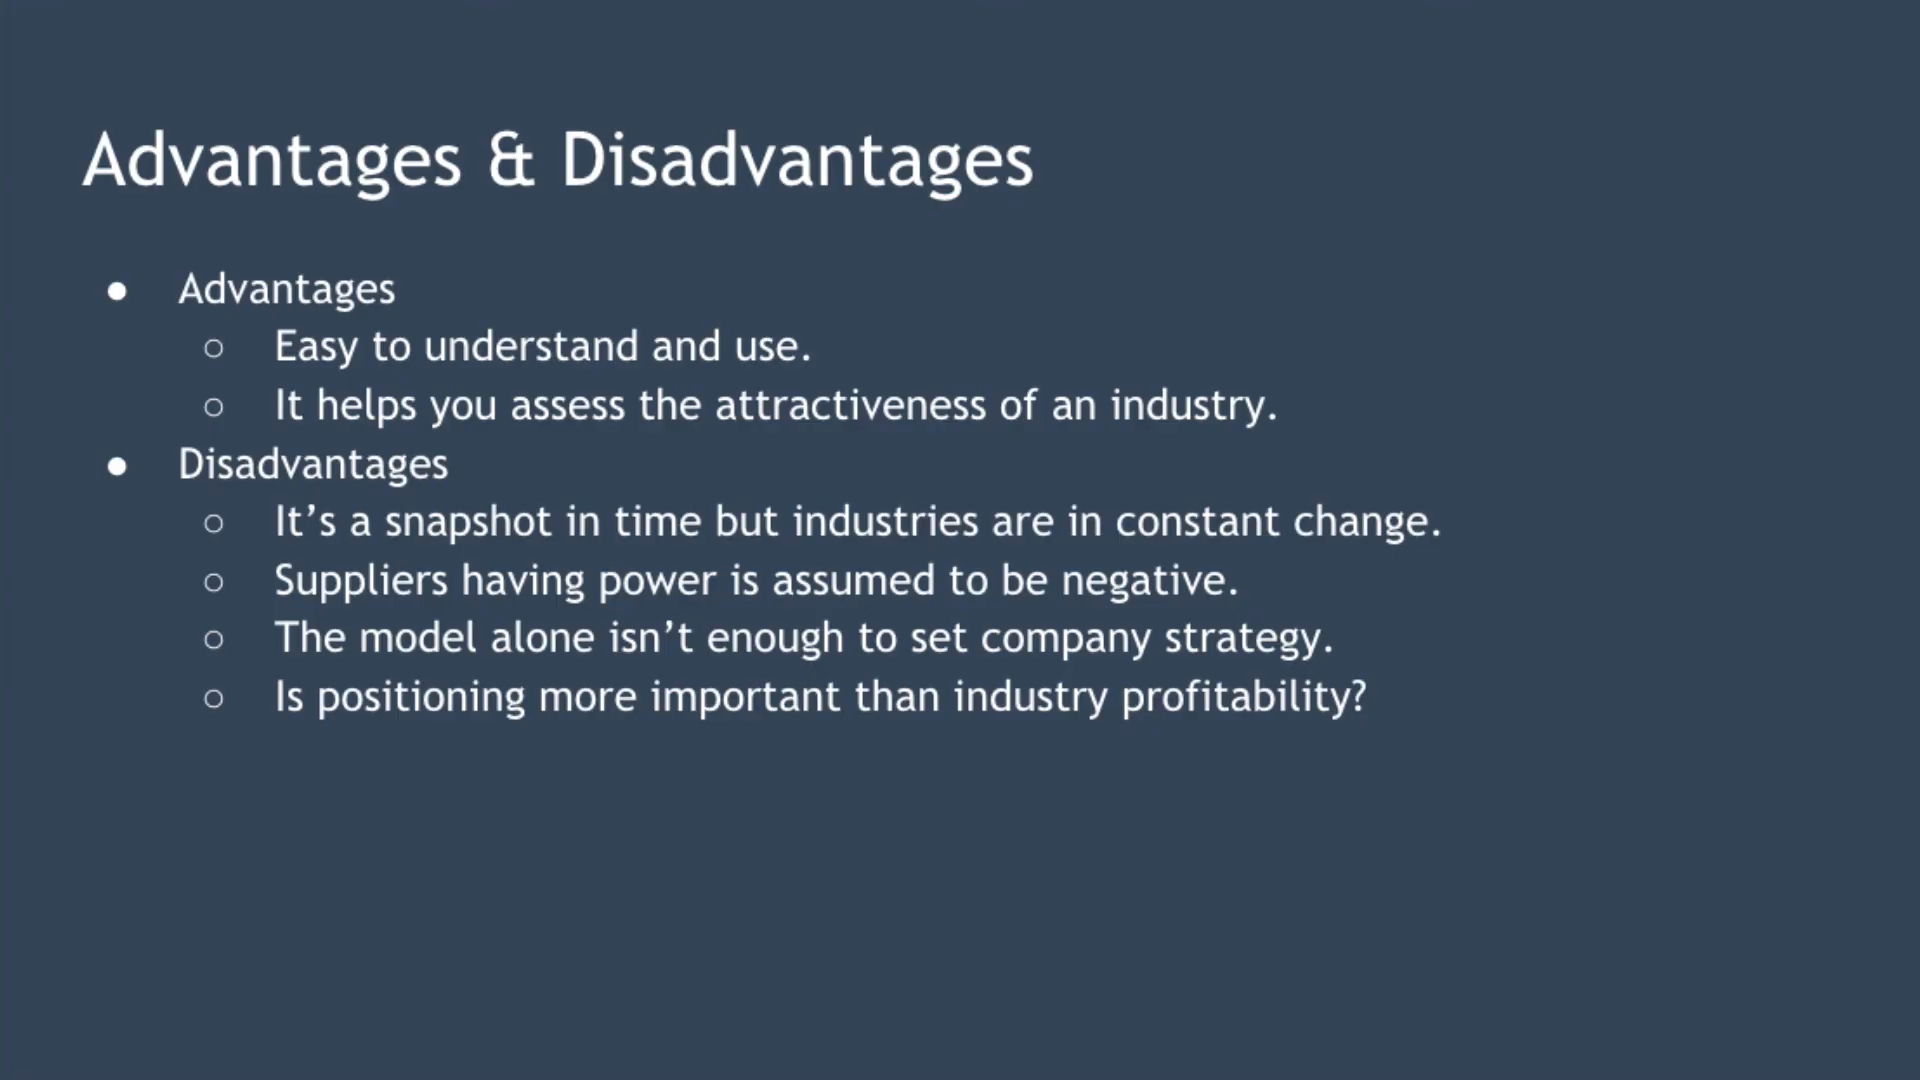 Advantages & Disadvantages
● Advantages
○ Easy to understand and use.
○ It helps you assess the attractiveness of an industry.
● Disadvantages
○ It’s a snapshot in time but industries are in constant change.
○ Suppliers having power is assumed to be negative.
○ The model alone isn’t enough to set company strategy.
○ Is positioning more important than industry profitability?